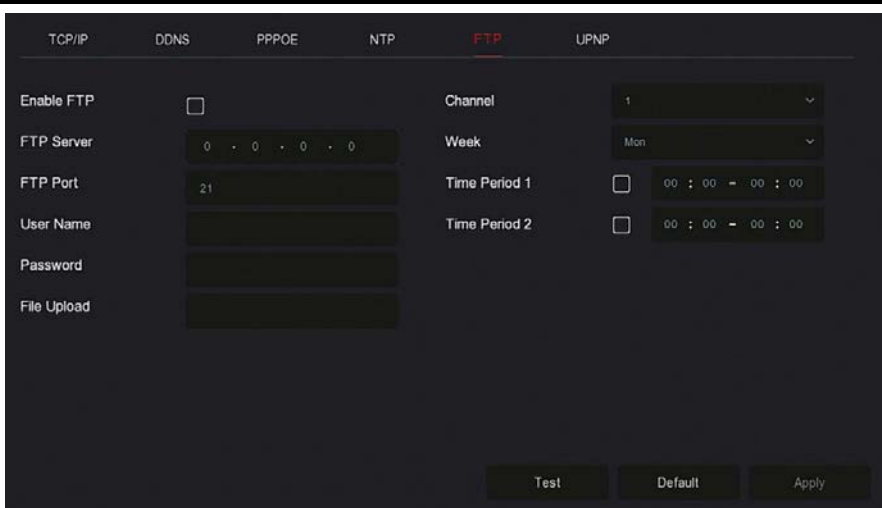 TCP/IP DDNS PPPOE NTP FTP UPNP
Enable FTP
FTP Server 0 . 0 . 0 . 0
FTP Port 21
User Name
Password
File Upload
Channel 1
Week Mon
Time Period 1 00 : 00 - 00 : 00
Time Period 2 00 : 00 - 00 : 00
Test Default Apply